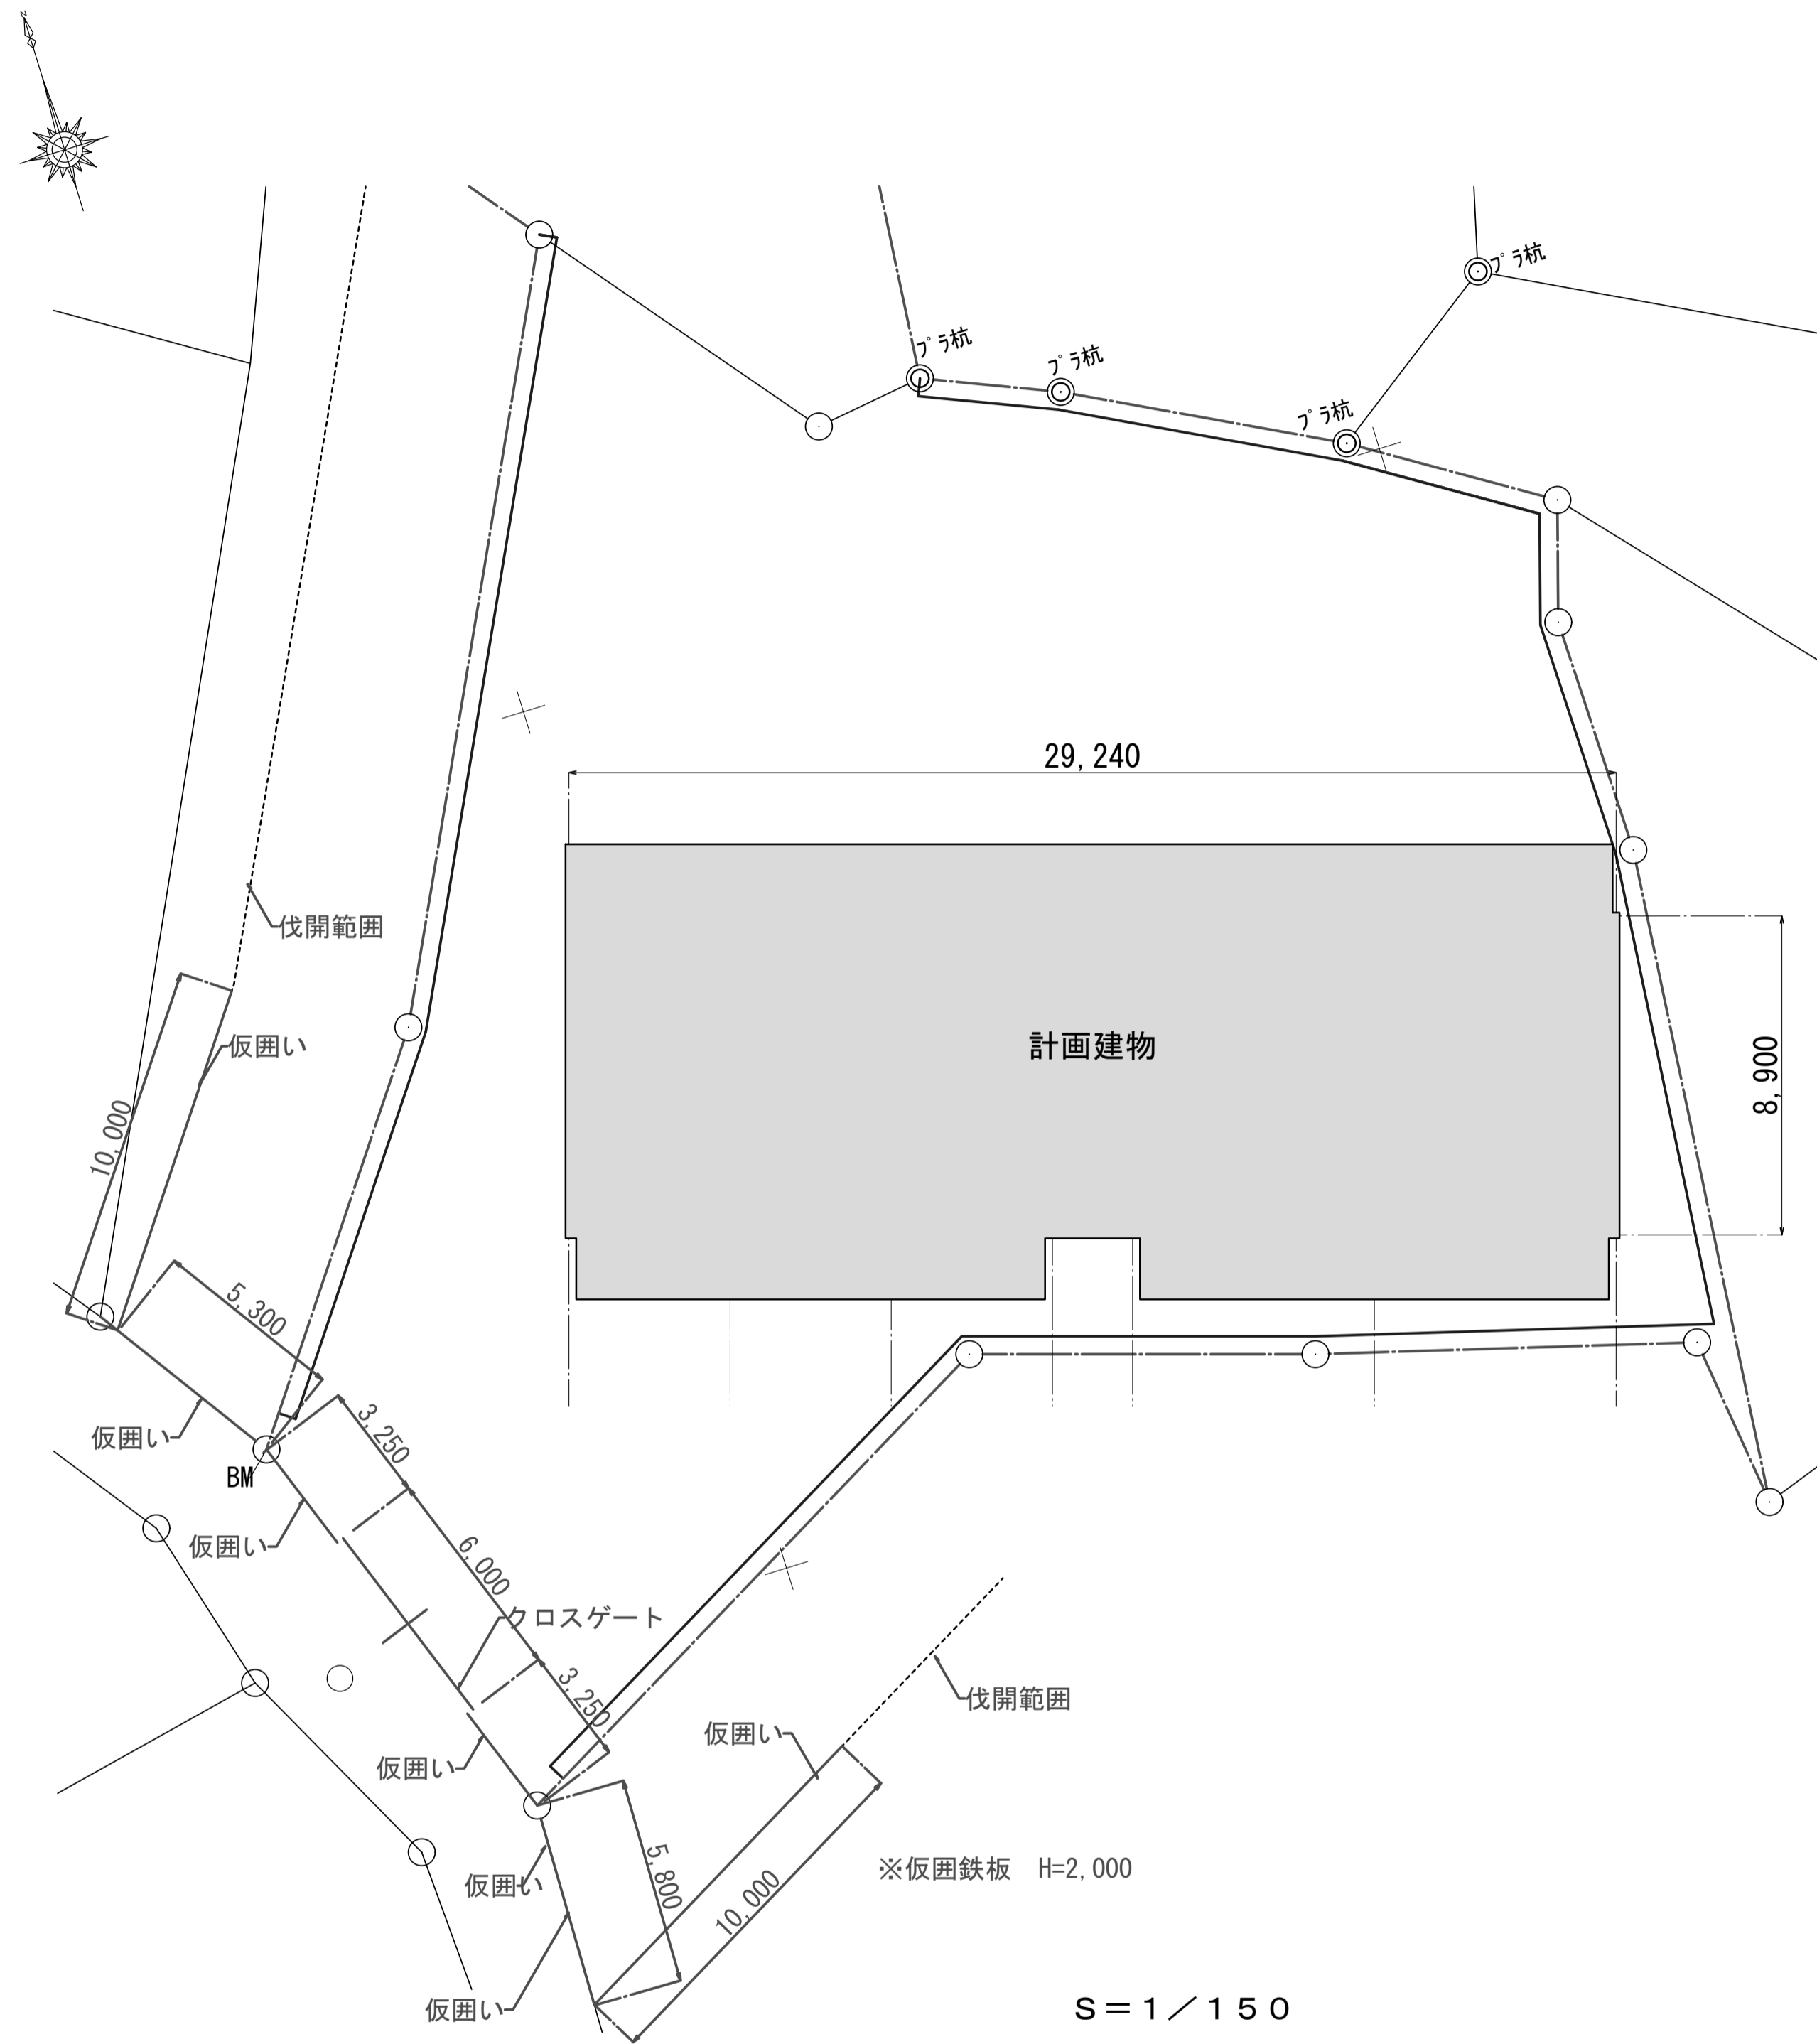 N
ﾌﾟﾗ杭
ﾌﾟﾗ杭
ﾌﾟﾗ杭
ﾌﾟﾗ杭
29,240
伐開範囲
仮囲い
計画建物
8,900
10,000
5,300
仮囲い
3,250
BM
仮囲い
6,000
クロスゲート
3,250
伐開範囲
仮囲い
仮囲い
5,800
※仮囲鉄板　H=2,000
仮囲い
10,000
仮囲い
Ｓ＝１／１５０